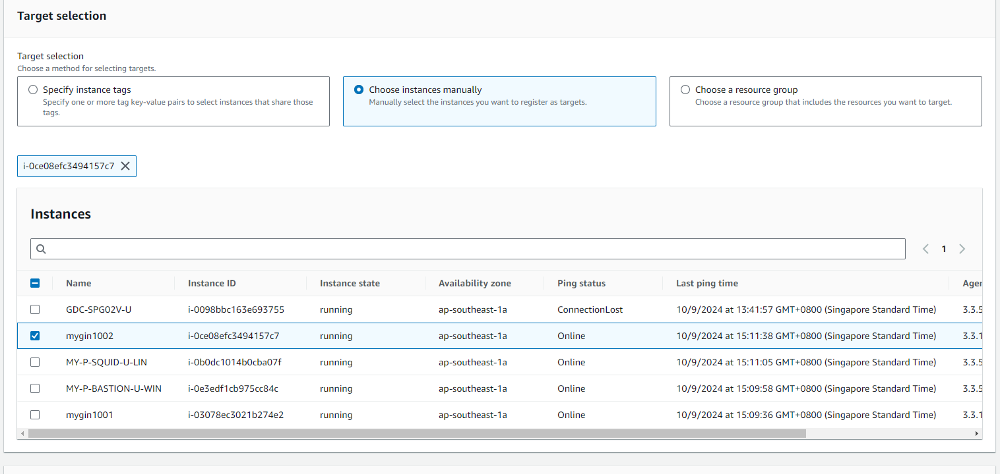 Target selection
Target selection
Choose a method for selecting targets.
Specify instance tags
Specify one or more tag key-value pairs to select instances that share those
tags.
Choose instances manually
Manually select the instances you want to register as targets.
Choose a resource group
Choose a resource group that includes the resources you want to target.
i-0ce08efc3494157c7
Instances
1
Name Instance ID Instance state Availability zone Ping status Last ping time
GDC-SPG02V-U i-0098bbc163e693755 running ap-southeast-1a ConnectionLost 10/9/2024 at 13:41:57 GMT+0800 (Singapore Standard Time) 3.3.5
mygin1002 i-0ce08efc3494157c7 running ap-southeast-1a Online 10/9/2024 at 15:11:38 GMT+0800 (Singapore Standard Time) 3.3.1
MY-P-SQUID-U-LIN i-0b0dc1014b0cba07f running ap-southeast-1a Online 10/9/2024 at 15:11:05 GMT+0800 (Singapore Standard Time) 3.3.5
MY-P-BASTION-U-WIN i-0e3edf1cb975cc84c running ap-southeast-1a Online 10/9/2024 at 15:09:58 GMT+0800 (Singapore Standard Time) 3.3.5
mygin1001 i-03078ec3021b274e2 running ap-southeast-1a Online 10/9/2024 at 15:09:36 GMT+0800 (Singapore Standard Time) 3.3.1